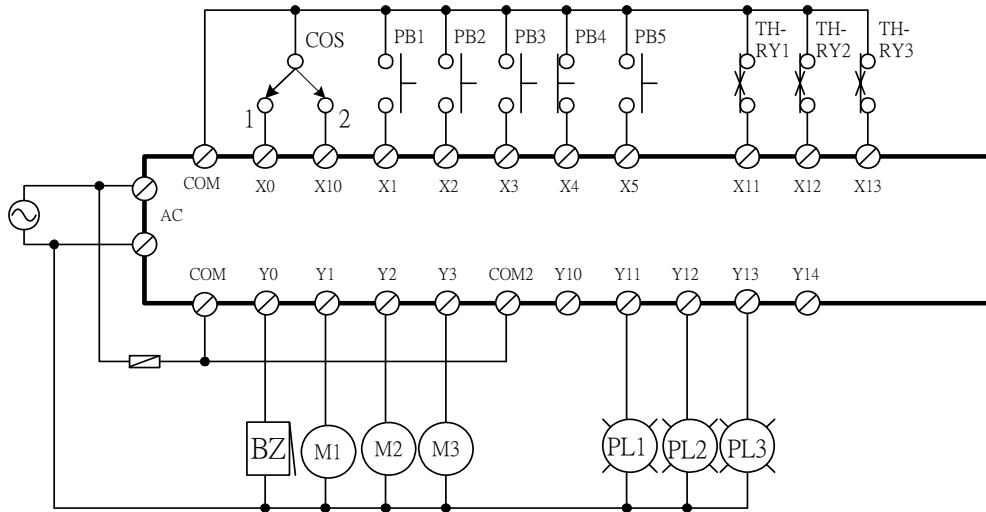 COS
PB1
PB2
PB3
PB4
PB5
TH-
RY1
TH-
RY2
TH-
RY3
1
2
COM
X0
X10
X1
X2
X3
X4
X5
X11
X12
X13
AC
COM
Y0
Y1
Y2
Y3
COM2
Y10
Y11
Y12
Y13
Y14
BZ
M1
M2
M3
PL1
PL2
PL3